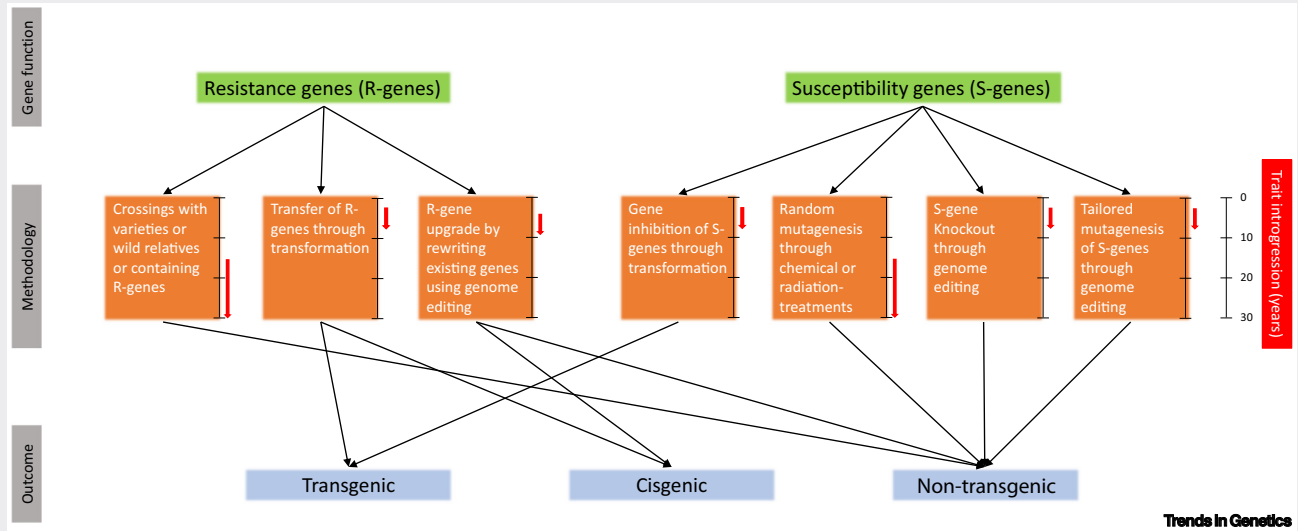 Gene function
Resistance genes (R-genes)
Susceptibility genes (S-genes)
Methodology
Crossings with
varieties or
wild relatives
or containing
R-genes
Transfer of R-
genes through
transformation
R-gene
upgrade by
rewriting
existing genes
using genome
editing
Gene
inhibition of S-
genes through
transformation
Random
mutagenesis
through
chemical or
radiation-
treatments
S-gene
Knockout
through
genome
editing
Tailored
mutagenesis
of S-genes
through
genome
editing
0
10
20
30
Trait introgression (years)
Outcome
Transgenic
Cisgenic
Non-transgenic
Trends in Genetics